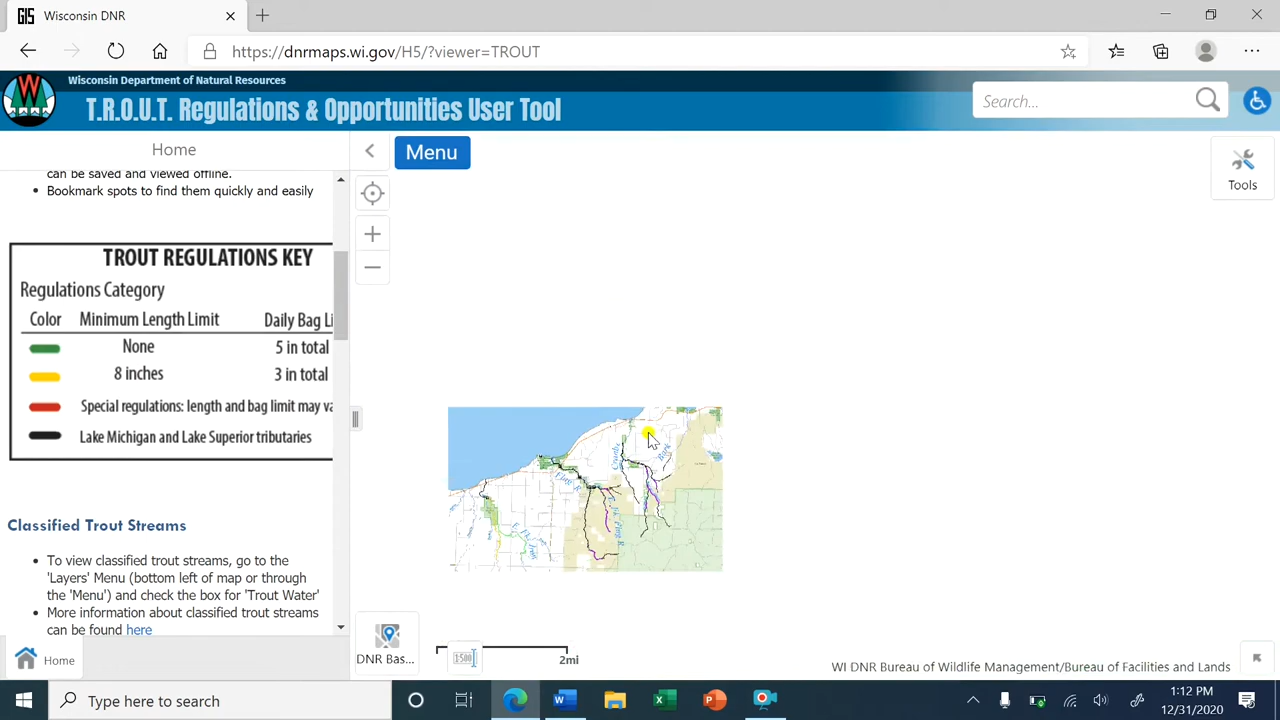 Wisconsin DNR
https://dnrmaps.wi.gov/H5/?viewer=TROUT
Wisconsin Department of Natural Resources
T.R.O.U.T. Regulations & Opportunities User Tool
Search...
Home
Menu
Tools
can be saved and viewed offline.
Bookmark spots to find them quickly and easily
TROUT REGULATIONS KEY
Regulations Category
Color Minimum Length Limit Daily Bag Li
None 5 in total
8 inches 3 in total
Special regulations: length and bag limit may va
Lake Michigan and Lake Superior tributaries
Classified Trout Streams
To view classified trout streams, go to the
'Layers' Menu (bottom left of map or through
the 'Menu') and check the box for 'Trout Water'
More information about classified trout streams
can be found here
Home
DNR Bas...
2mi
WI DNR Bureau of Wildlife Management/Bureau of Facilities and Lands
Type here to search
1:12 PM
12/31/2020